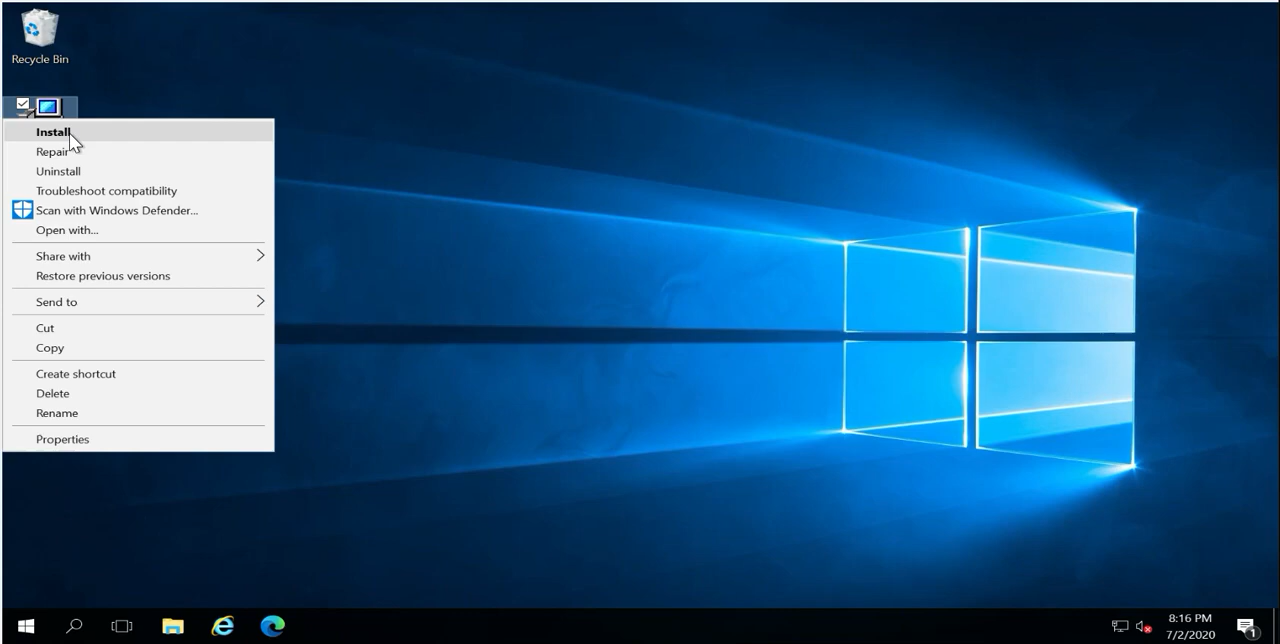 Recycle Bin
Install
Repair
Uninstall
Troubleshoot compatibility
Scan with Windows Defender...
Open with...
Share with
Restore previous versions
Send to
Cut
Copy
Create shortcut
Delete
Rename
Properties
8:16 PM
7/2/2020
1